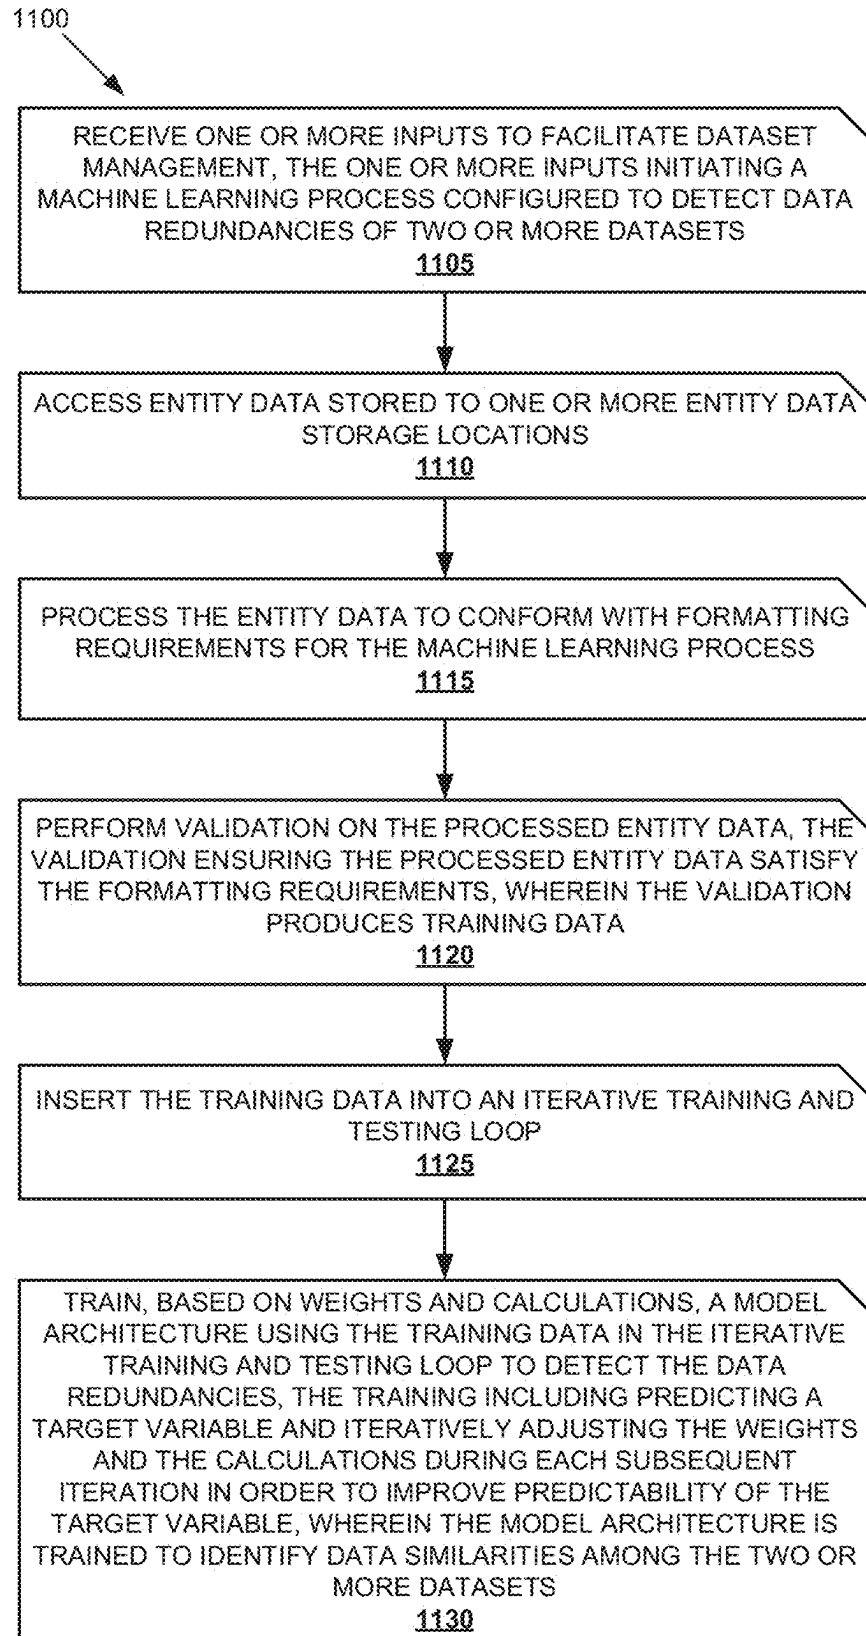 1100
RECEIVE ONE OR MORE INPUTS TO FACILITATE DATASET
MANAGEMENT, THE ONE OR MORE INPUTS INITIATING A
MACHINE LEARNING PROCESS CONFIGURED TO DETECT DATA
REDUNDANCIES OF TWO OR MORE DATASETS
1105
ACCESS ENTITY DATA STORED TO ONE OR MORE ENTITY DATA
STORAGE LOCATIONS
1110
PROCESS THE ENTITY DATA TO CONFORM WITH FORMATTING
REQUIREMENTS FOR THE MACHINE LEARNING PROCESS
1115
PERFORM VALIDATION ON THE PROCESSED ENTITY DATA, THE
VALIDATION ENSURING THE PROCESSED ENTITY DATA SATISFY
THE FORMATTING REQUIREMENTS, WHEREIN THE VALIDATION
PRODUCES TRAINING DATA
1120
INSERT THE TRAINING DATA INTO AN ITERATIVE TRAINING AND
TESTING LOOP
1125
TRAIN, BASED ON WEIGHTS AND CALCULATIONS, A MODEL
ARCHITECTURE USING THE TRAINING DATA IN THE ITERATIVE
TRAINING AND TESTING LOOP TO DETECT THE DATA
REDUNDANCIES, THE TRAINING INCLUDING PREDICTING A
TARGET VARIABLE AND ITERATIVELY ADJUSTING THE WEIGHTS
AND THE CALCULATIONS DURING EACH SUBSEQUENT
ITERATION IN ORDER TO IMPROVE PREDICTABILITY OF THE
TARGET VARIABLE, WHEREIN THE MODEL ARCHITECTURE IS
TRAINED TO IDENTIFY DATA SIMILARITIES AMONG THE TWO OR
MORE DATASETS
1130